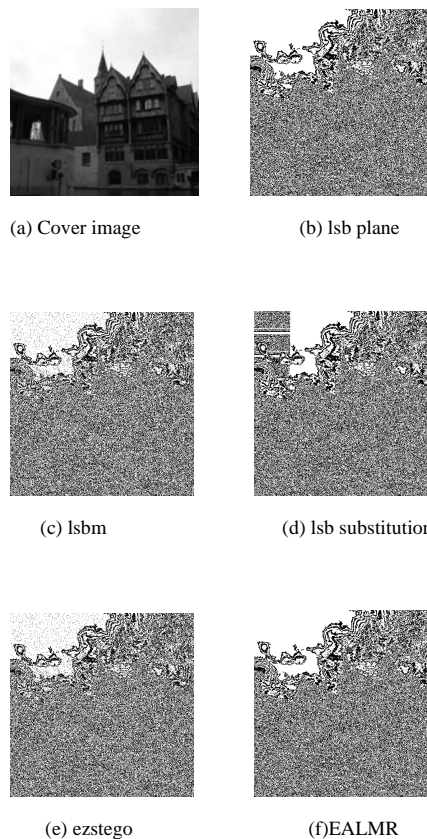 (a) Cover image
(b) lsb plane
(c) lsbm
(d) lsb substitution
(e) ezstego
(f)EALMR